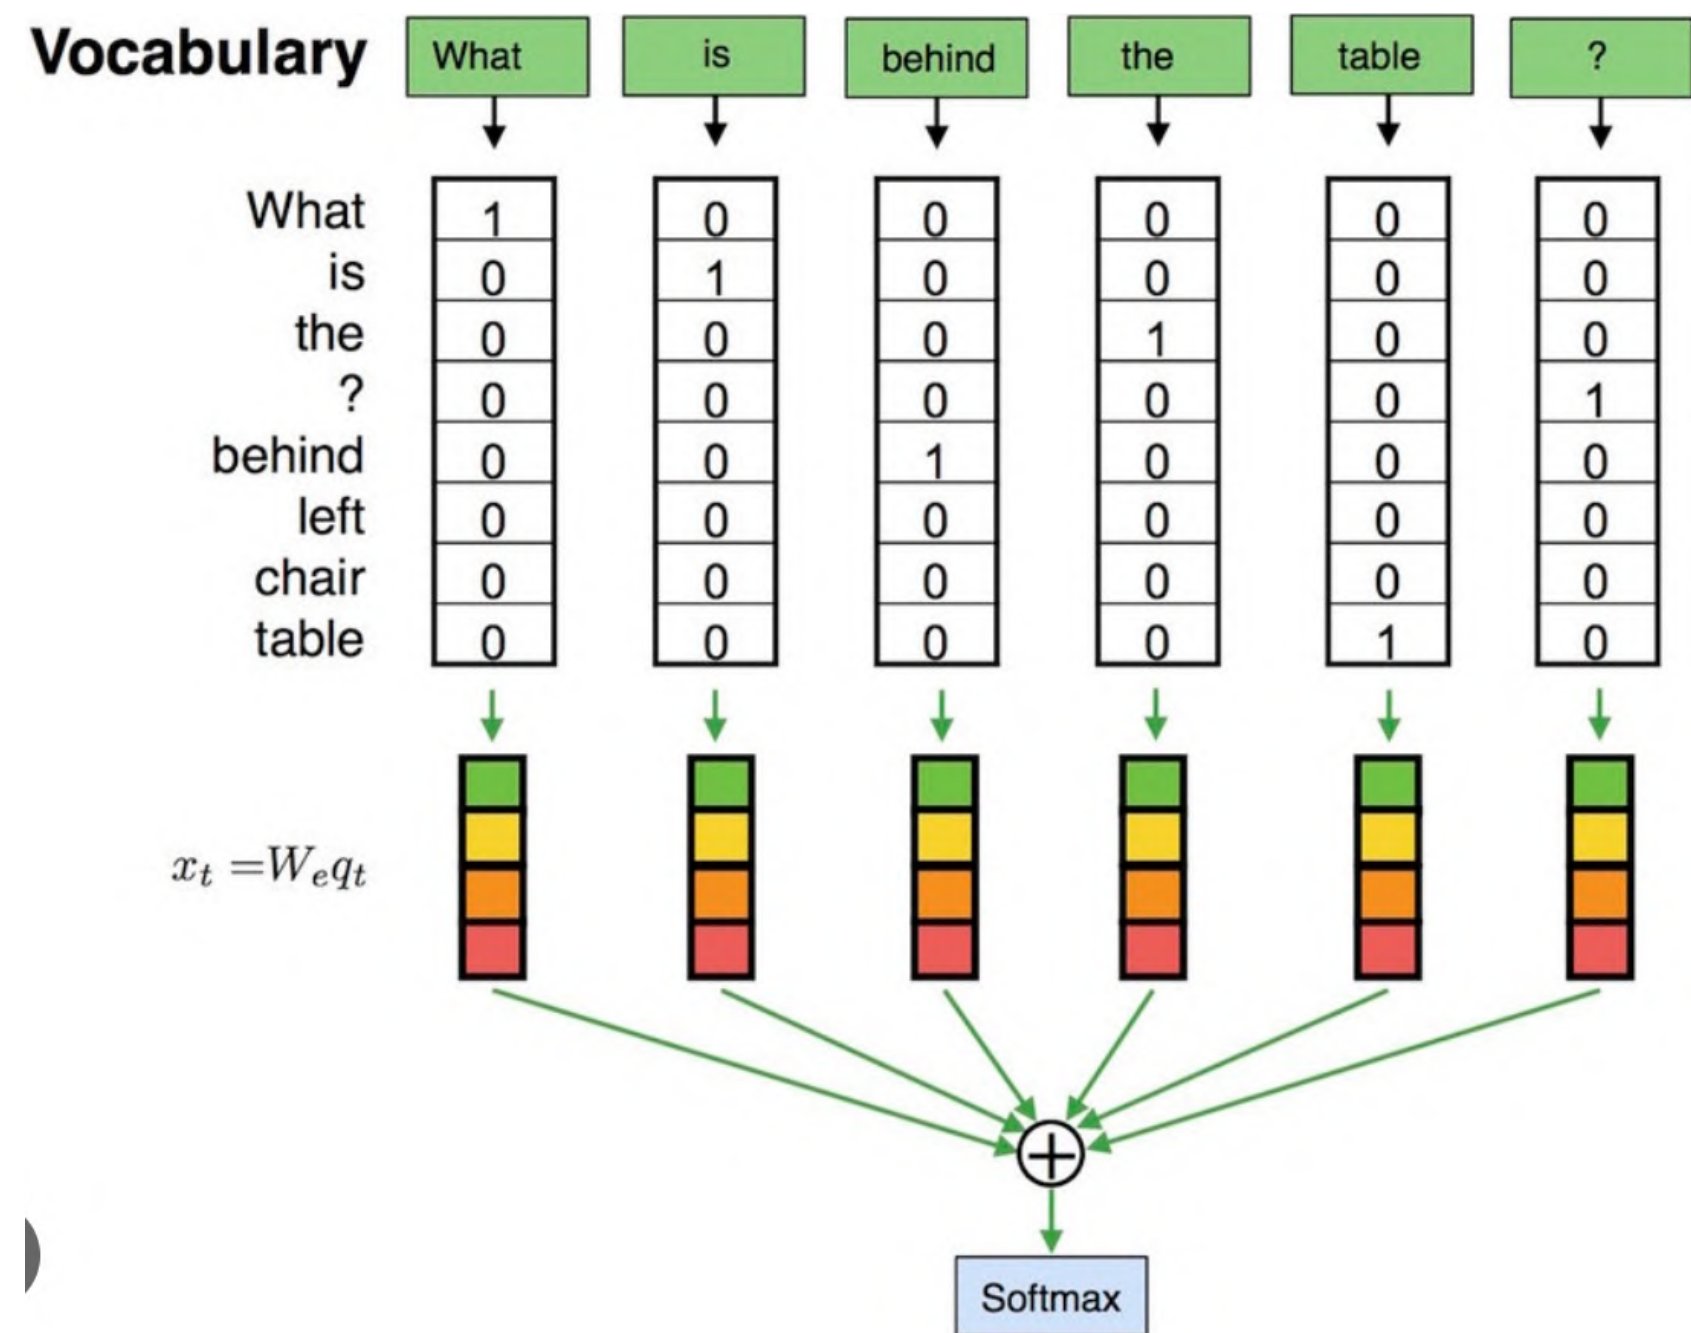 Vocabulary What is behind the table ?
What 1 0 0 0 0 0
is 0 1 0 0 0 0
the 0 0 0 1 0 0
? 0 0 0 0 0 1
behind 0 0 1 0 0 0
left 0 0 0 0 0 0
chair 0 0 0 0 0 0
table 0 0 0 0 1 0
x_t = W_e q_t
+
Softmax